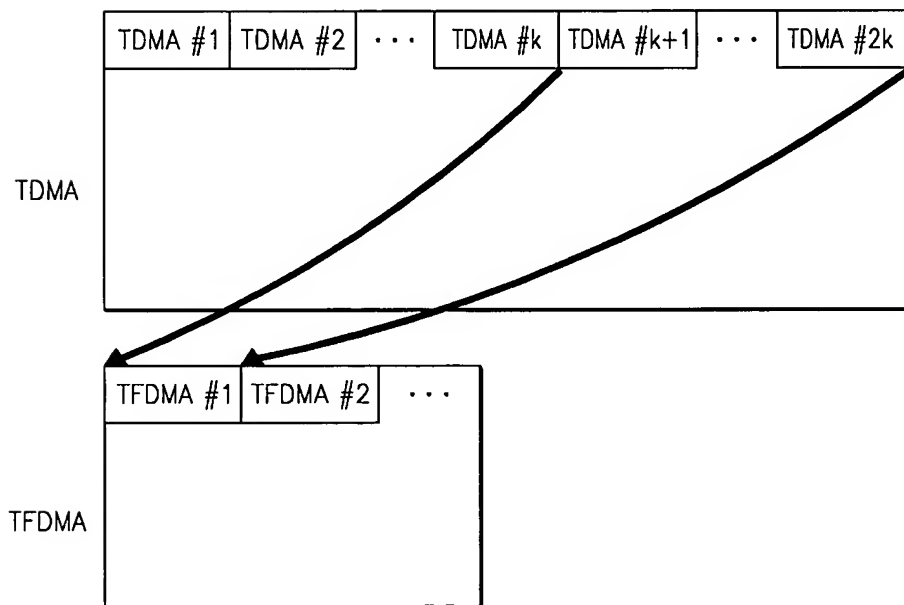 TDMA #1 TDMA #2 ··· TDMA #k TDMA #k+1 ··· TDMA #2k
TDMA
TFDMA #1 TFDMA #2 ···
TFDMA